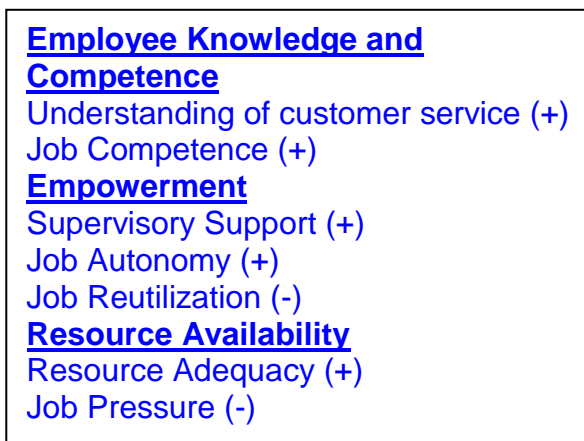 Employee Knowledge and
Competence
Understanding of customer service (+)
Job Competence (+)
Empowerment
Supervisory Support (+)
Job Autonomy (+)
Job Reutilization (-)
Resource Availability
Resource Adequacy (+)
Job Pressure (-)